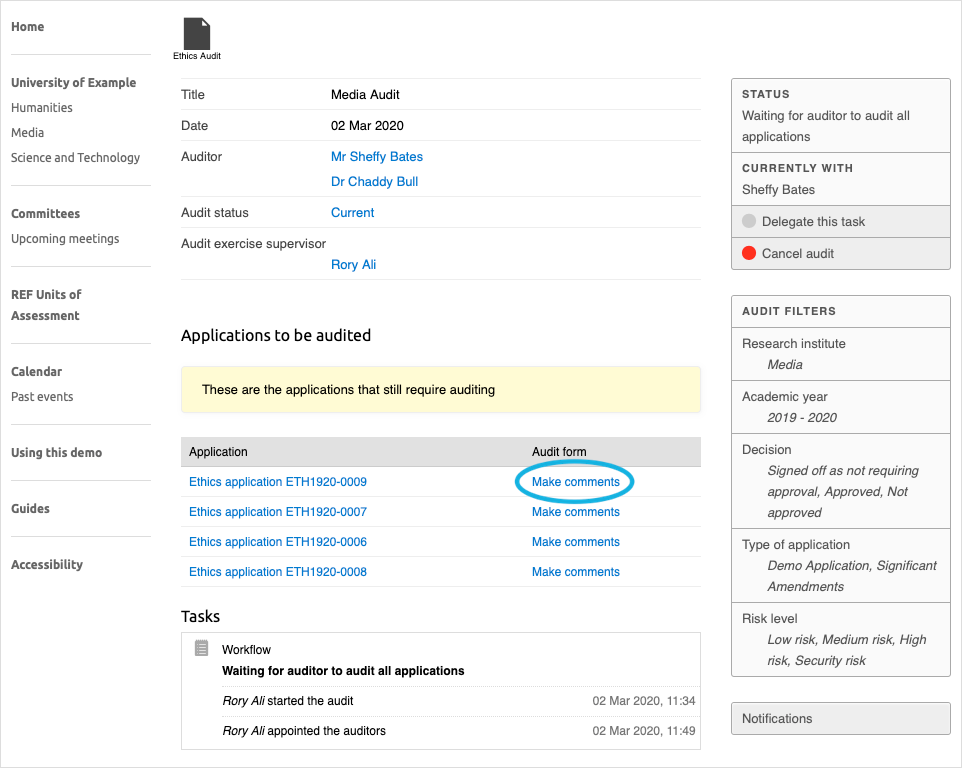 Home
University of Example
Humanities
Media
Science and Technology
Committees
Upcoming meetings
REF Units of
Assessment
Calendar
Past events
Using this demo
Guides
Accessibility
Ethics Audit
Title Media Audit
Date 02 Mar 2020
Auditor Mr Sheffy Bates
Dr Chaddy Bull
Audit status Current
Audit exercise supervisor
Rory Ali
Applications to be audited
These are the applications that still require auditing
Application Audit form
Ethics application ETH1920-0009 Make comments
Ethics application ETH1920-0007 Make comments
Ethics application ETH1920-0006 Make comments
Ethics application ETH1920-0008 Make comments
Tasks
Workflow
Waiting for auditor to audit all applications
Rory Ali started the audit 02 Mar 2020, 11:34
Rory Ali appointed the auditors 02 Mar 2020, 11:49
STATUS
Waiting for auditor to audit all
applications
CURRENTLY WITH
Sheffy Bates
Delegate this task
Cancel audit
AUDIT FILTERS
Research institute
Media
Academic year
2019 - 2020
Decision
Signed off as not requiring
approval, Approved, Not
approved
Type of application
Demo Application, Significant
Amendments
Risk level
Low risk, Medium risk, High
risk, Security risk
Notifications